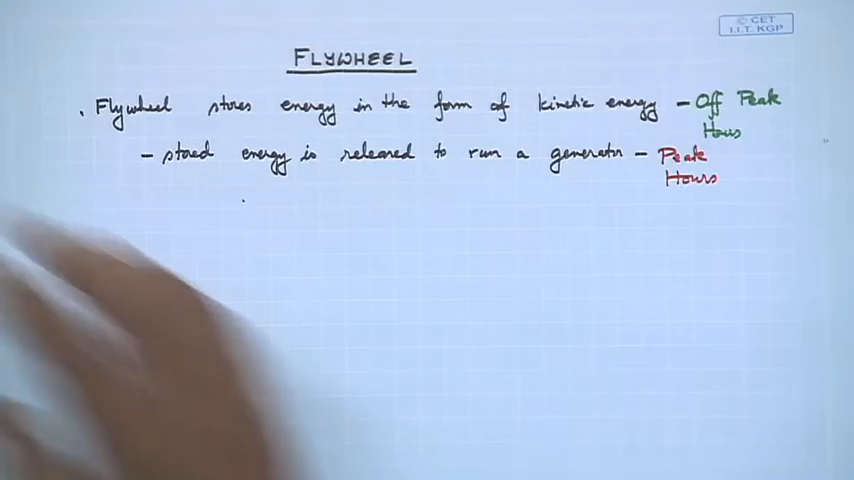 © CET
I.I.T. KGP
FLYWHEEL
. Flywheel stores energy in the form of kinetic energy - Off Peak
Hours
- stored energy is released to run a generator - Peak
Hours